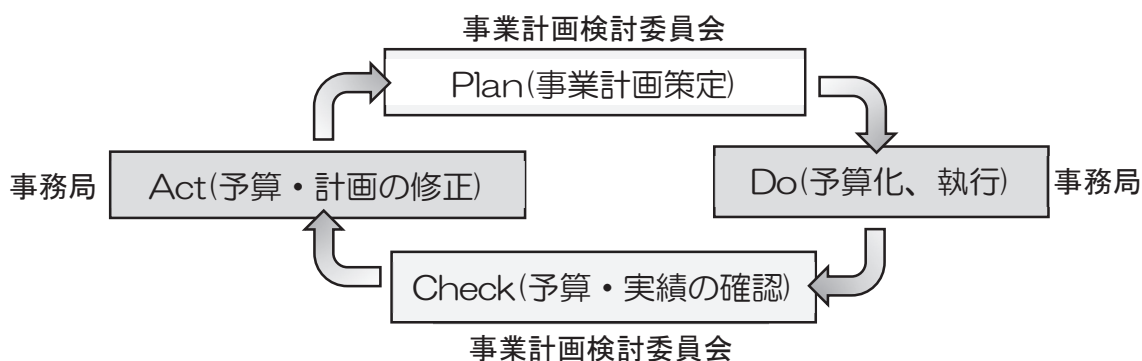 事業計画検討委員会
Plan(事業計画策定)
事務局
Act(予算・計画の修正)
Do(予算化、執行)
事務局
Check(予算・実績の確認)
事業計画検討委員会